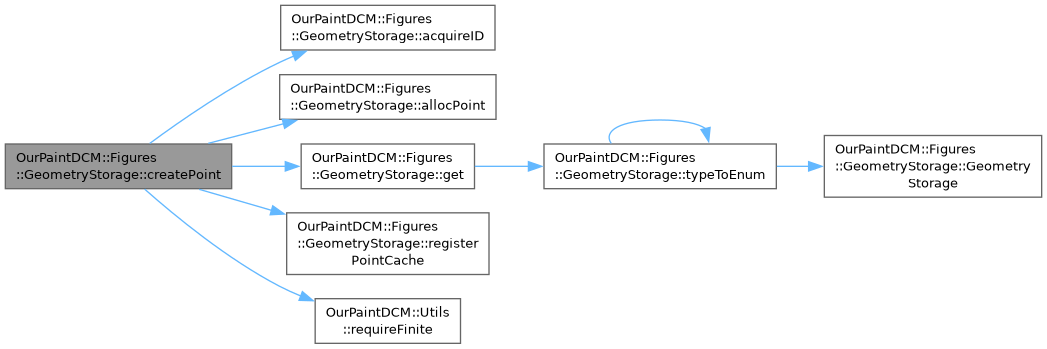 OurPaintDCM::Figures
::GeometryStorage::acquireID
OurPaintDCM::Figures
::GeometryStorage::allocPoint
OurPaintDCM::Figures
::GeometryStorage::createPoint
OurPaintDCM::Figures
::GeometryStorage::get
OurPaintDCM::Figures
::GeometryStorage::typeToEnum
OurPaintDCM::Figures
::GeometryStorage::Geometry
Storage
OurPaintDCM::Figures
::GeometryStorage::register
PointCache
OurPaintDCM::Utils
::requireFinite